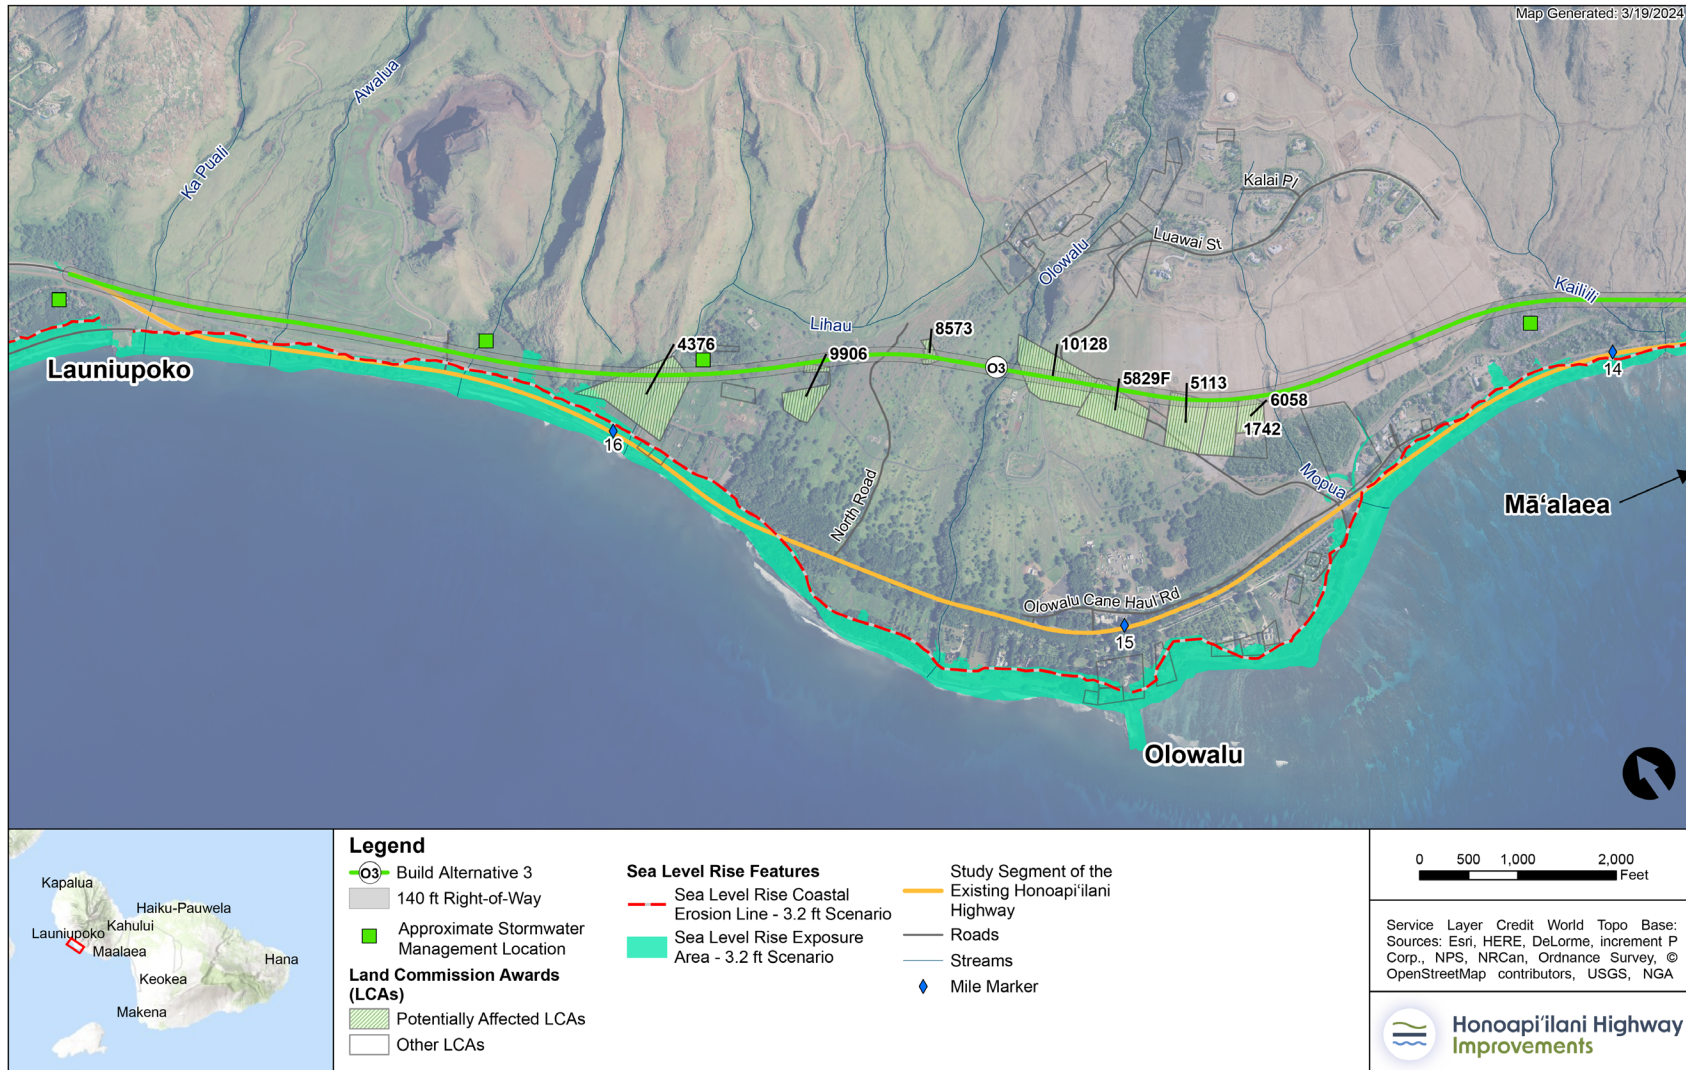 Map Generated: 3/19/2024
Awalua
Ka Puali
Kalai Pl
Luawai St
Olowalu
Kailiili
Lihau
8573
4376
9906
10128
O3
5829F
5113
6058
1742
Launiupoko
14
16
North Road
Mopua
Mā‘alaea
Olowalu Cane Haul Rd
15
Olowalu
Kapalua
Haiku-Pauwela
Kahului
Launiupoko
Maalaea
Hana
Keokea
Makena
Legend
O3 Build Alternative 3
140 ft Right-of-Way
Approximate Stormwater
Management Location
Land Commission Awards
(LCAs)
Potentially Affected LCAs
Other LCAs
Sea Level Rise Features
Sea Level Rise Coastal
Erosion Line - 3.2 ft Scenario
Sea Level Rise Exposure
Area - 3.2 ft Scenario
Study Segment of the
Existing Honoapi‘ilani
Highway
Roads
Streams
Mile Marker
0 500 1,000 2,000
Feet
Service Layer Credit World Topo Base:
Sources: Esri, HERE, DeLorme, increment P
Corp., NPS, NRCan, Ordnance Survey, ©
OpenStreetMap contributors, USGS, NGA
Honoapi‘ilani Highway
Improvements